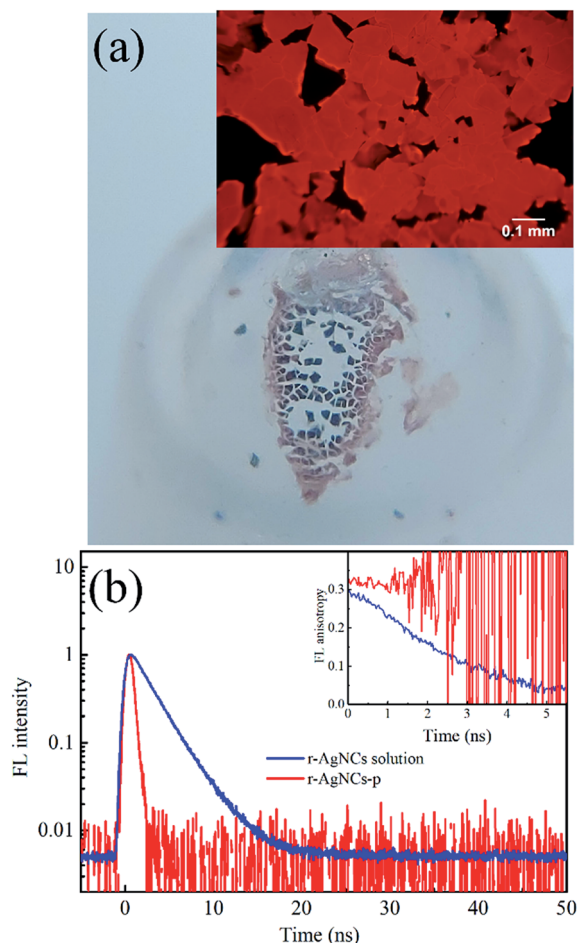 (a)
0.1 mm
(b)
10
1
0.1
0.01
FL intensity
0
10
20
30
40
50
Time (ns)
r-AgNCs solution
r-AgNCs-p
0.3
0.2
0.1
0.0
FL anisotropy
0
1
2
3
4
5
Time (ns)